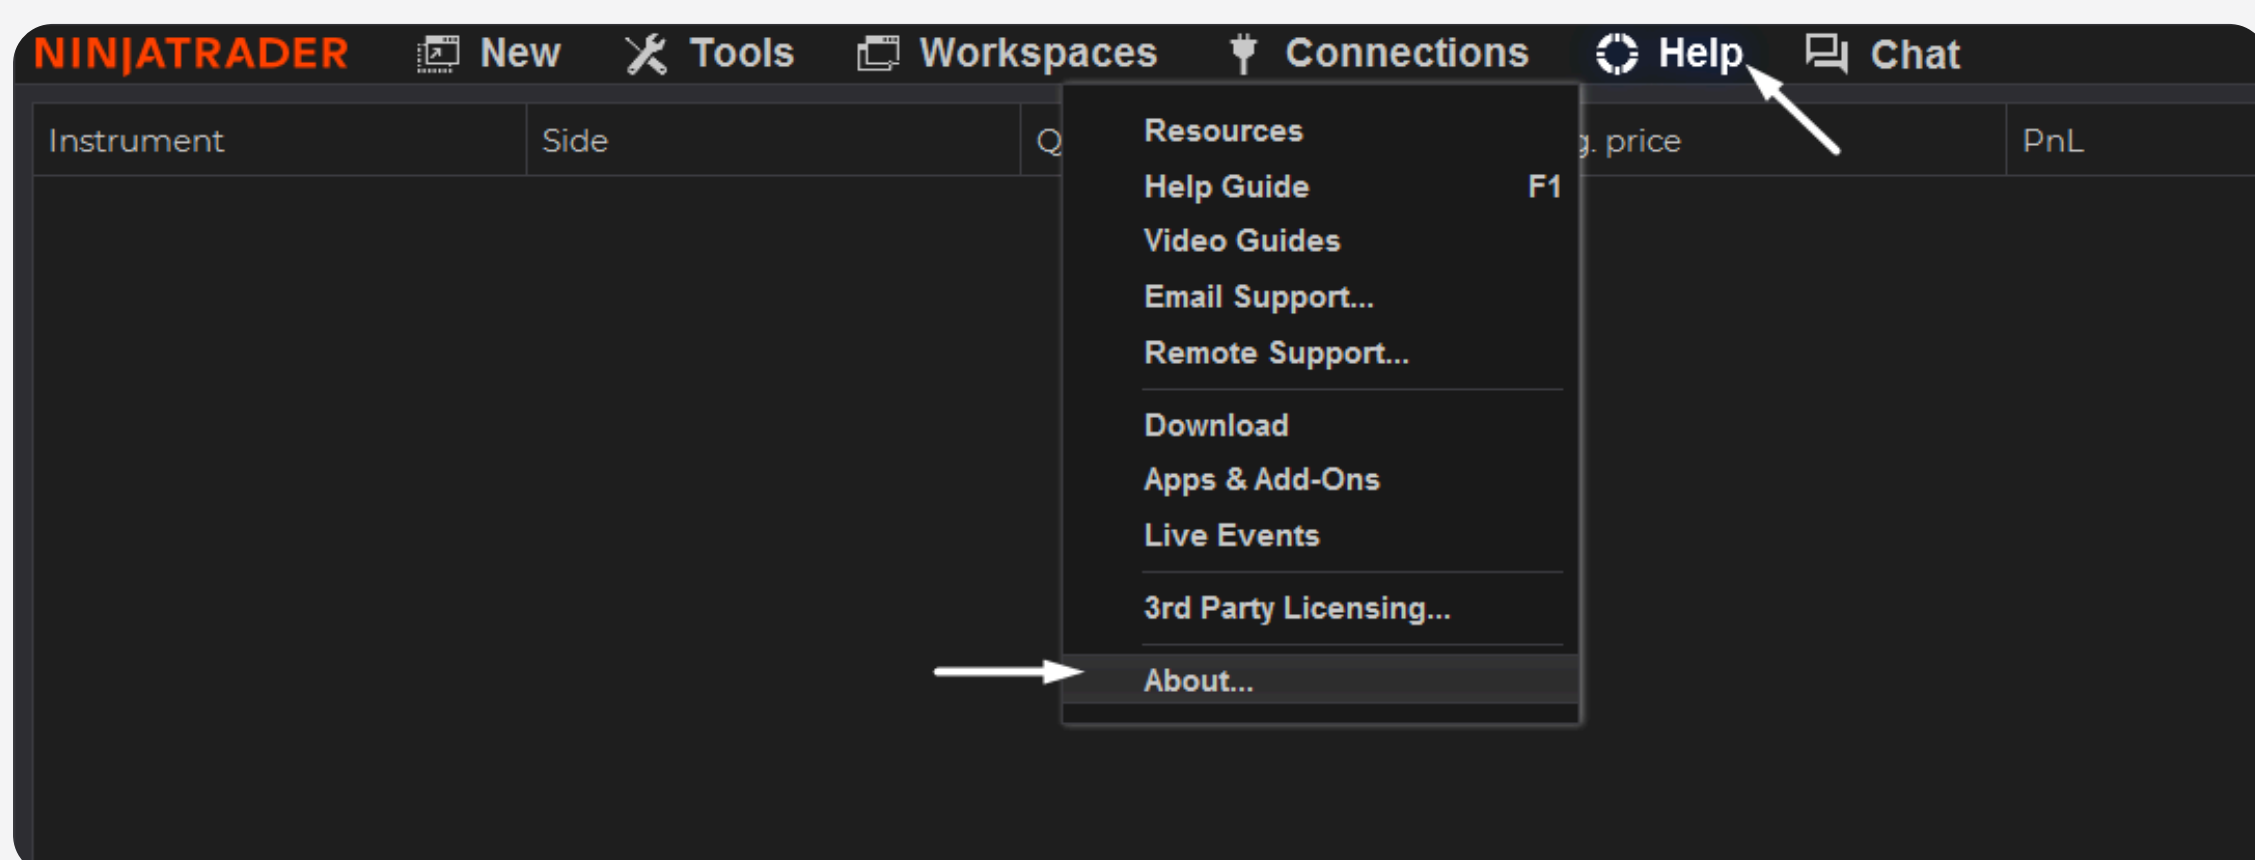 NINJATRADER New Tools Workspaces Connections Help Chat
Instrument Side Q g. price PnL
Resources
Help Guide F1
Video Guides
Email Support...
Remote Support...
Download
Apps & Add-Ons
Live Events
3rd Party Licensing...
About...